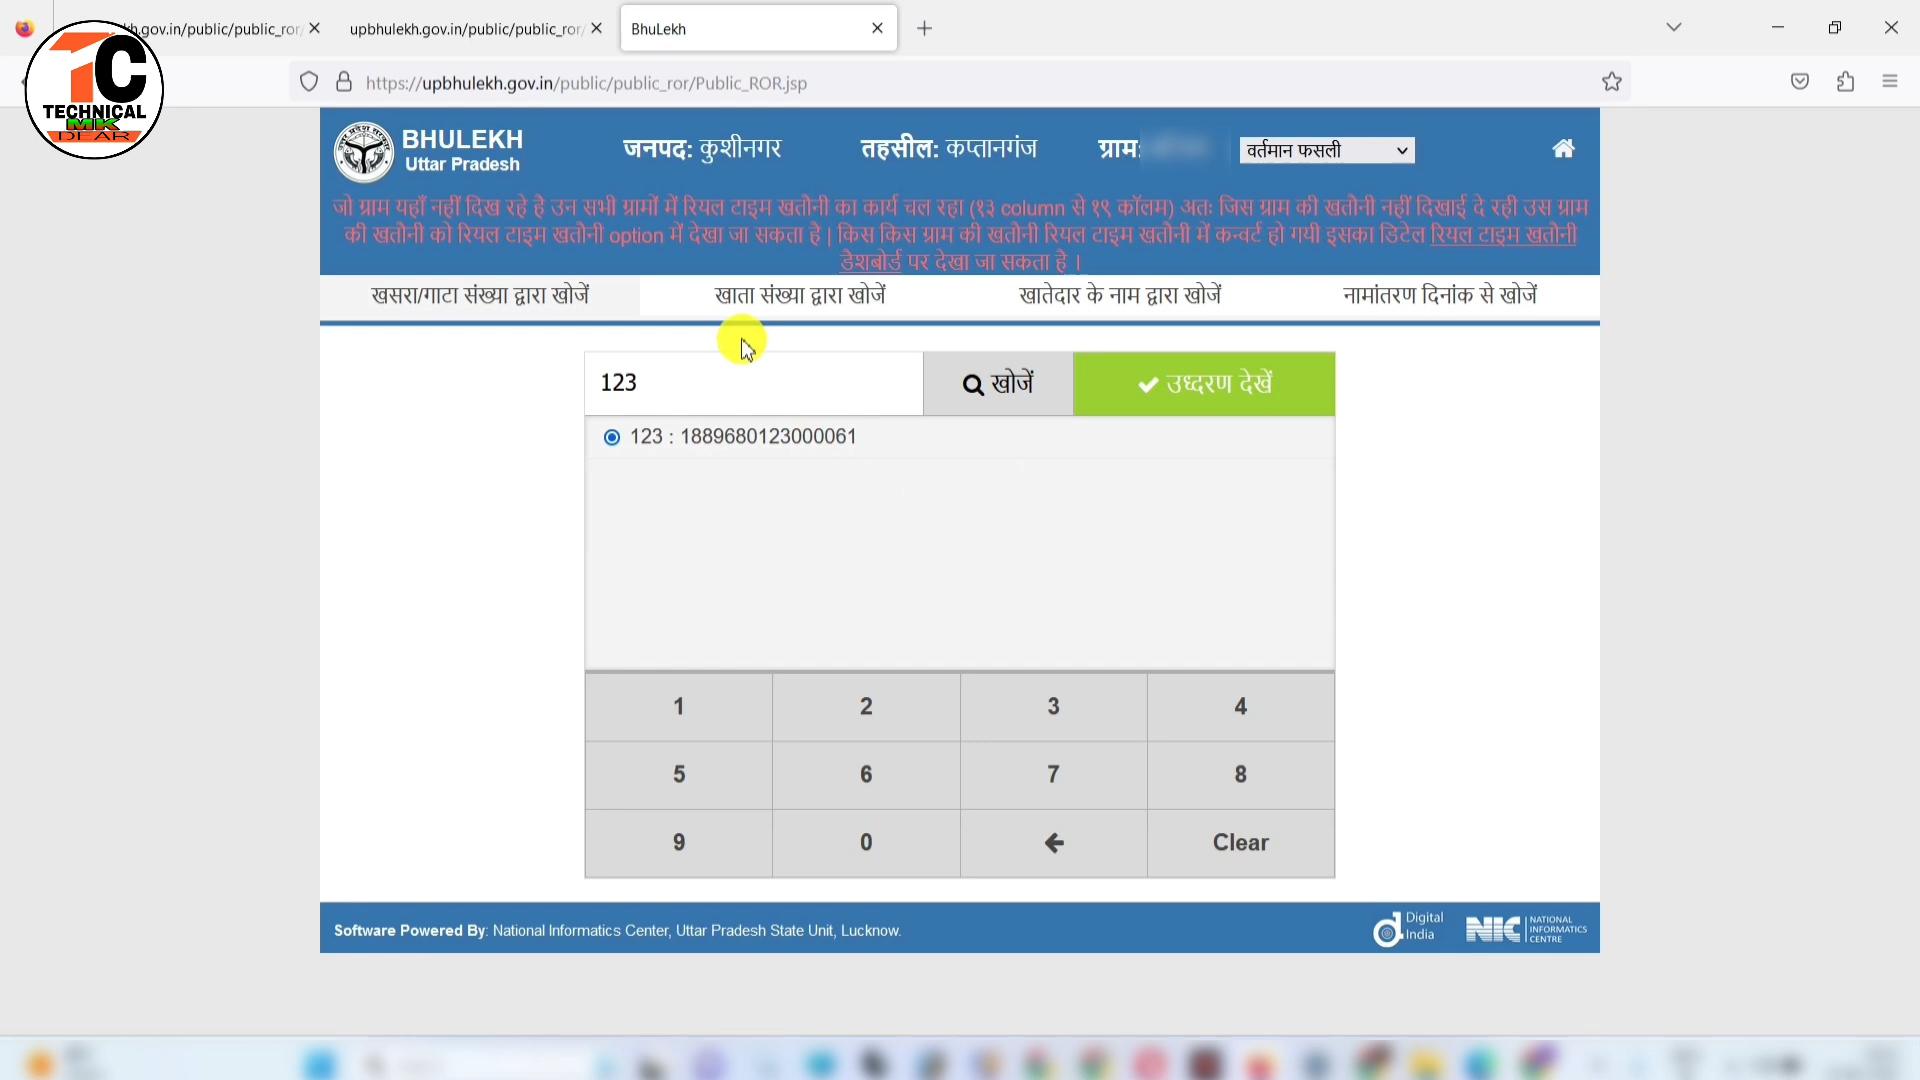 kh.gov.in/public/public_ror/
upbhulekh.gov.in/public/public_ror/
BhuLekh
https://upbhulekh.gov.in/public/public_ror/Public_ROR.jsp
TC
TECHNICAL
MK
DEAR
BHULEKH
Uttar Pradesh
जनपद: कुशीनगर
तहसील: कप्तानगंज
ग्राम:
वर्तमान फसली
जो ग्राम यहाँ नहीं दिख रहे है उन सभी ग्रामों में रियल टाइम खतौनी का कार्य चल रहा (१३ column से १९ कॉलम) अतः जिस ग्राम की खतौनी नहीं दिखाई दे रही उस ग्राम
की खतौनी को रियल टाइम खतौनी option में देखा जा सकता है | किस किस ग्राम की खतौनी रियल टाइम खतौनी में कन्वर्ट हो गयी इसका डिटेल रियल टाइम खतौनी
डैशबोर्ड पर देखा जा सकता है ।
खसरा/गाटा संख्या द्वारा खोजें
खाता संख्या द्वारा खोजें
खातेदार के नाम द्वारा खोजें
नामांतरण दिनांक से खोजें
123
खोजें
उध्दरण देखें
123 : 1889680123000061
1 2 3 4
5 6 7 8
9 0 Clear
Software Powered By: National Informatics Center, Uttar Pradesh State Unit, Lucknow.
Digital
India
NIC
NATIONAL
INFORMATICS
CENTRE